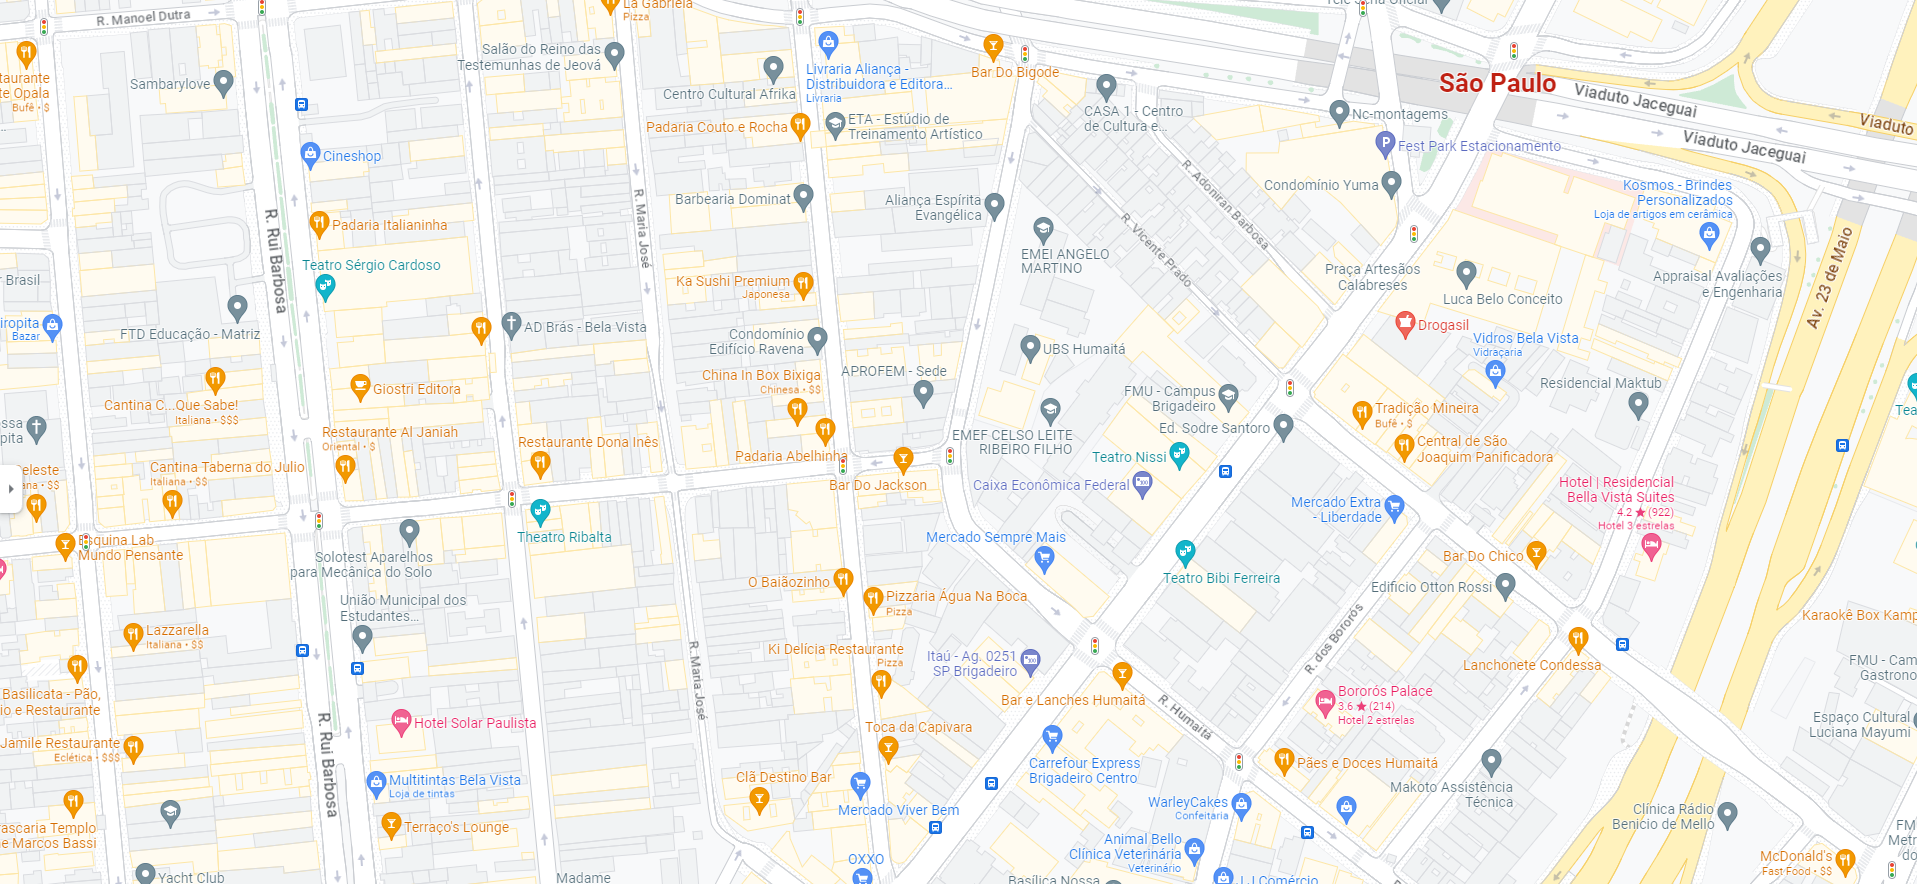 R. Manoel Dutra
La Gabriela
Pizza
Salão do Reino das
Testemunhas de Jeová
Sambarylove
Centro Cultural Afrika
Livraria Aliança -
Distribuidora e Editora...
Livraria
Bar Do Bigode
São Paulo
Viaduto Jaceguai
Viaduto
Viaduto Jaceguai
taurante
te Opala
Bufê • $
Padaria Couto e Rocha
ETA - Estúdio de
Treinamento Artístico
CASA 1 - Centro
de Cultura e...
Nc-montagems
Fest Park Estacionamento
Cineshop
Barbearia Dominat
Aliança Espírita
Evangélica
R. Adoniran Barbosa
Condomínio Yuma
Kosmos - Brindes
Personalizados
Loja de artigos em cerâmica
Padaria Italianinha
R. Rui Barbosa
R. Maria José
R. Vicente Prado
EMEI ANGELO
MARTINO
Av. 23 de Maio
Teatro Sérgio Cardoso
Brasil
Ka Sushi Premium
Japonesa
Praça Artesãos
Calábreses
Luca Belo Conceito
Appraisal Avaliações
e Engenharia
iropita
Bazar
FTD Educação - Matriz
AD Brás - Bela Vista
Condomínio
Edifício Ravena
UBS Humaitá
Drogasil
Vidros Bela Vista
Vidraçaria
Cantina C...Que Sabe!
Italiana • $$$
Giostri Editora
China In Box Bixiga
Chinesa • $$
APROFEM - Sede
FMU - Campus
Brigadeiro
Residencial Maktub
Tea
ssa
pita
Restaurante Al Janiah
Oriental • $
Restaurante Dona Inês
Padaria Abelhinha
EMEF CELSO LEITE
RIBEIRO FILHO
Ed. Sodre Santoro
Teatro Nissi
Tradição Mineira
Bufê • $
Central de São
Joaquim Panificadora
eleste
ana • $$
Cantina Taberna do Julio
Italiana • $$
Bar Do Jackson
Caixa Econômica Federal
Mercado Extra
- Liberdade
Hotel | Residencial
Bella Vista Suites
4.2 ★ (922)
Hotel 3 estrelas
Esquina Lab
Mundo Pensante
Solotest Aparelhos
para Mecânica do Solo
Theatro Ribalta
Mercado Sempre Mais
Teatro Bibi Ferreira
Bar Do Chico
Edificio Otton Rossi
União Municipal dos
Estudantes...
O Baiãozinho
Pizzaria Água Na Boca
Pizza
Karaokê Box Kamp
Lazzarella
Italiana • $$
R. Maria José
Ki Delícia Restaurante
Pizza
Itaú - Ag. 0251
SP Brigadeiro
R. dos Bororós
Lanchonete Condessa
FMU - Cam
Gastrono
Basilicata - Pão,
io e Restaurante
Hotel Solar Paulista
R. Rui Barbosa
Toca da Capivara
Bar e Lanches Humaitá
R. Humaitá
Bororós Palace
3.6 ★ (214)
Hotel 2 estrelas
Espaço Cultural
Luciana Mayumi
Jamile Restaurante
Eclética • $$$
Multitintas Bela Vista
Loja de tintas
Clã Destino Bar
Mercado Viver Bem
Carrefour Express
Brigadeiro Centro
Pães e Doces Humaitá
Makoto Assistência
Técnica
WarleyCakes
Confeitaria
Clínica Rádio
Benicio de Mello
rascaria Templo
e Marcos Bassi
Terraço's Lounge
Animal Bello
Clínica Veterinária
Veterinário
FM
Metr
do
Yacht Club
Madame
OXXO
Basílica Nossa
J J Comércio
McDonald's
Fast Food • $$